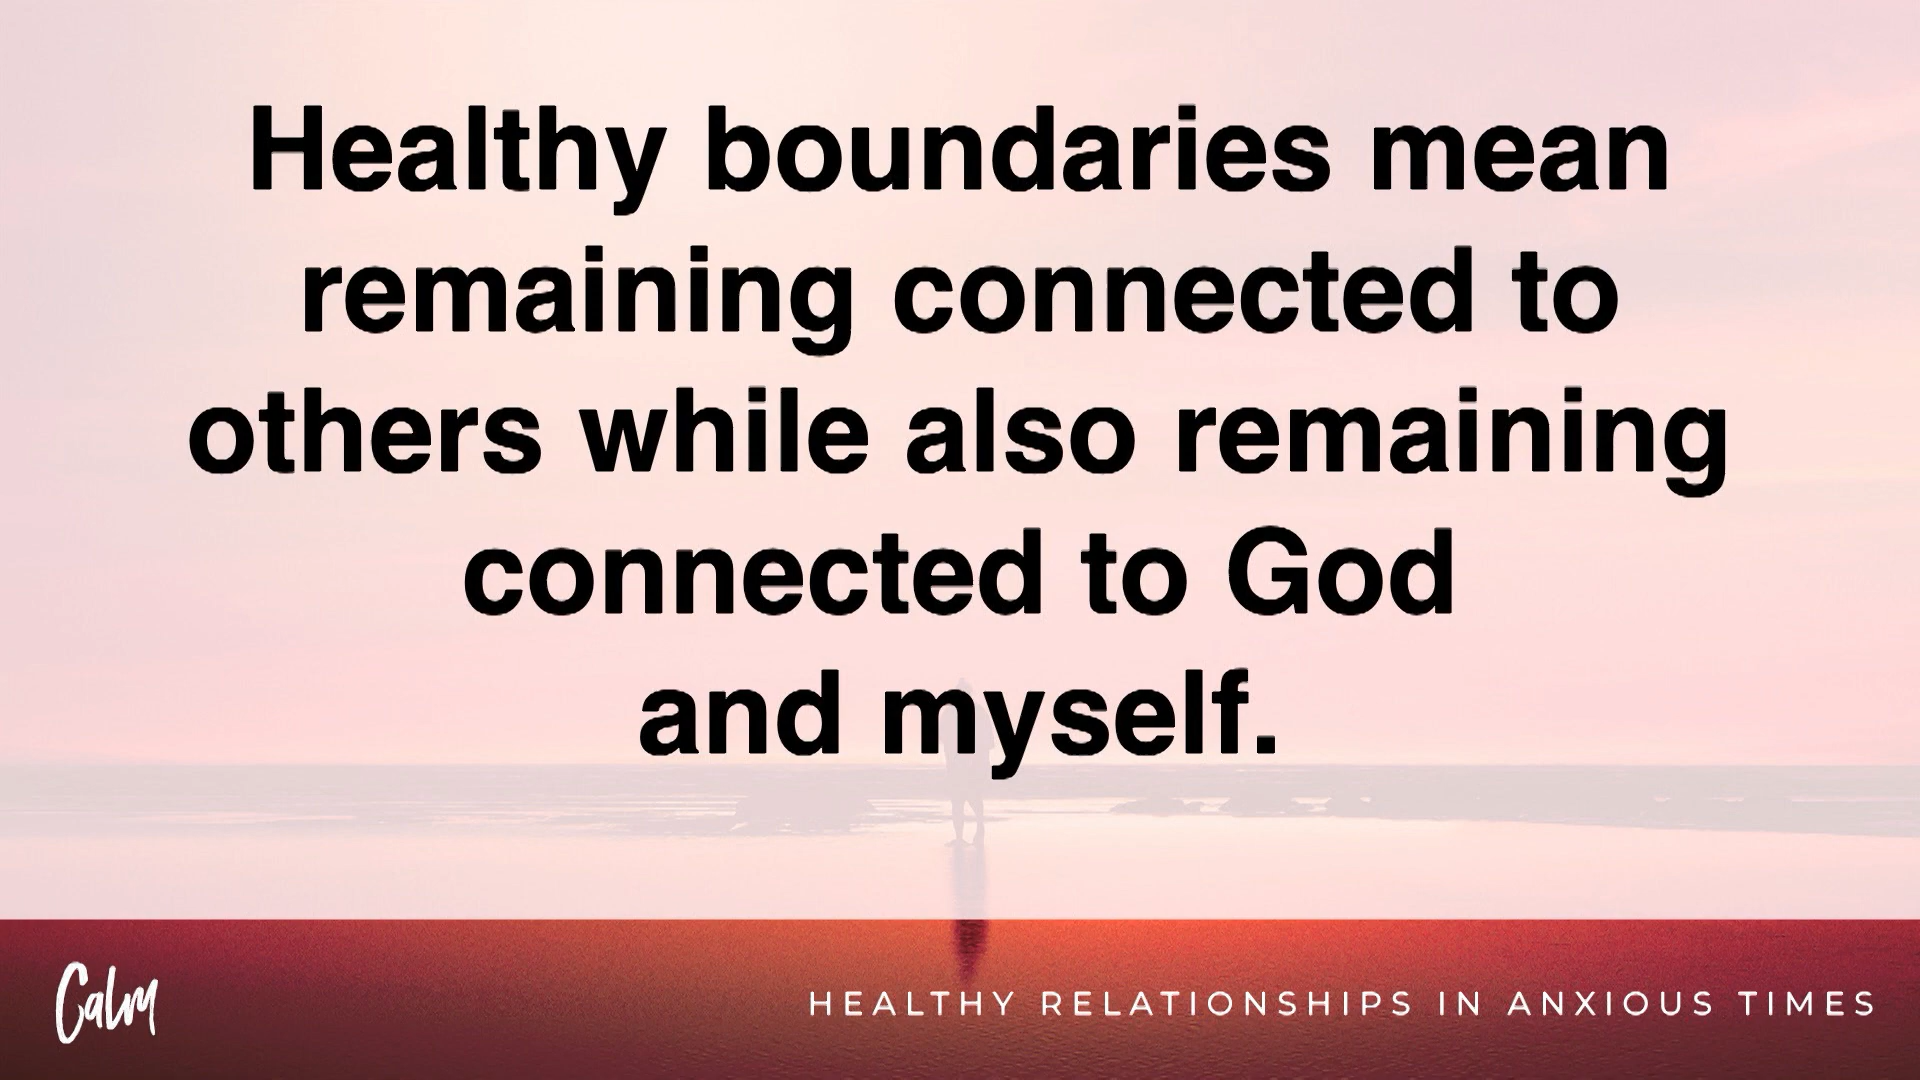 Healthy boundaries mean
remaining connected to
others while also remaining
connected to God
and myself.
Calm
HEALTHY RELATIONSHIPS IN ANXIOUS TIMES